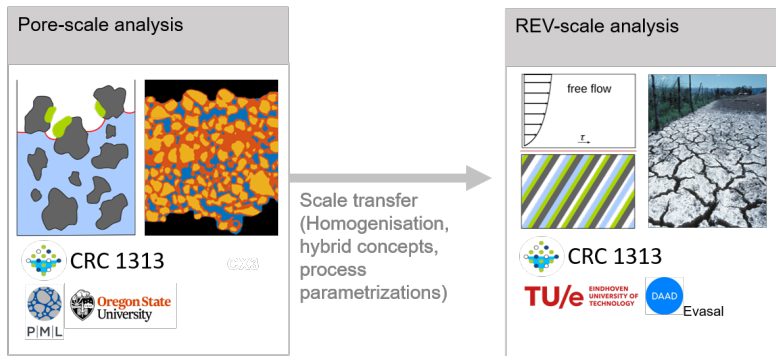 Pore-scale analysis
CRC 1313
CX3
P|M|L
Oregon State
University
Scale transfer
(Homogenisation,
hybrid concepts,
process
parametrizations)
REV-scale analysis
free flow
τ
CRC 1313
TU/e EINDHOVEN
UNIVERSITY OF
TECHNOLOGY
DAAD
Evasal